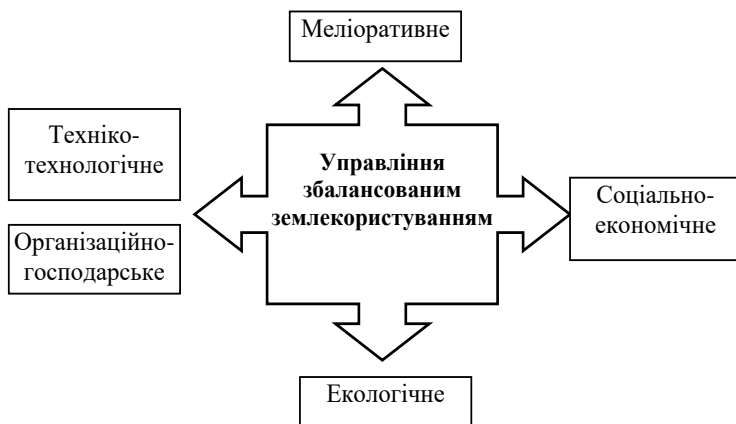 Меліоративне
Техніко-
технологічне
Управління
збалансованим
землекористуванням
Соціально-
економічне
Організаційно-
господарське
Екологічне